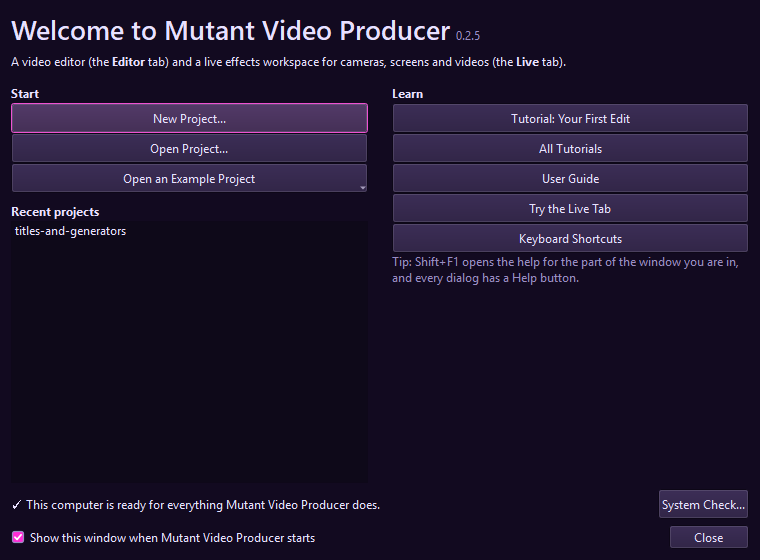 Welcome to Mutant Video Producer 0.2.5
A video editor (the Editor tab) and a live effects workspace for cameras, screens and videos (the Live tab).
Start
New Project...
Open Project...
Open an Example Project
Recent projects
titles-and-generators
Learn
Tutorial: Your First Edit
All Tutorials
User Guide
Try the Live Tab
Keyboard Shortcuts
Tip: Shift+F1 opens the help for the part of the window you are in,
and every dialog has a Help button.
✓ This computer is ready for everything Mutant Video Producer does.
System Check...
Show this window when Mutant Video Producer starts
Close